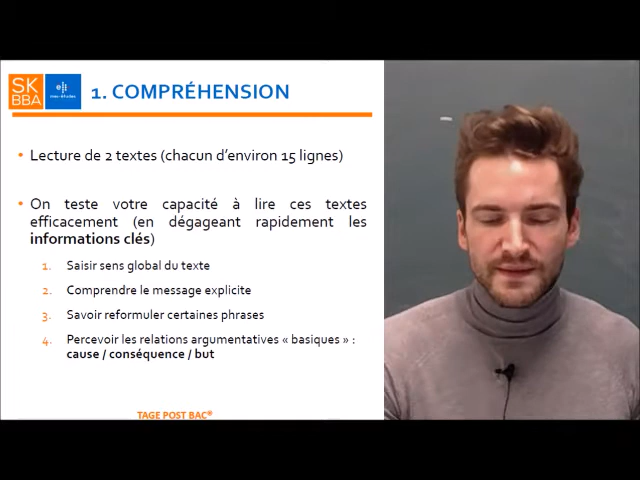 SK
BBA
1. COMPRÉHENSION
• Lecture de 2 textes (chacun d'environ 15 lignes)
• On teste votre capacité à lire ces textes
efficacement (en dégageant rapidement les
informations clés)
1. Saisir sens global du texte
2. Comprendre le message explicite
3. Savoir reformuler certaines phrases
4. Percevoir les relations argumentatives « basiques » :
cause / conséquence / but
TAGE POST BAC®